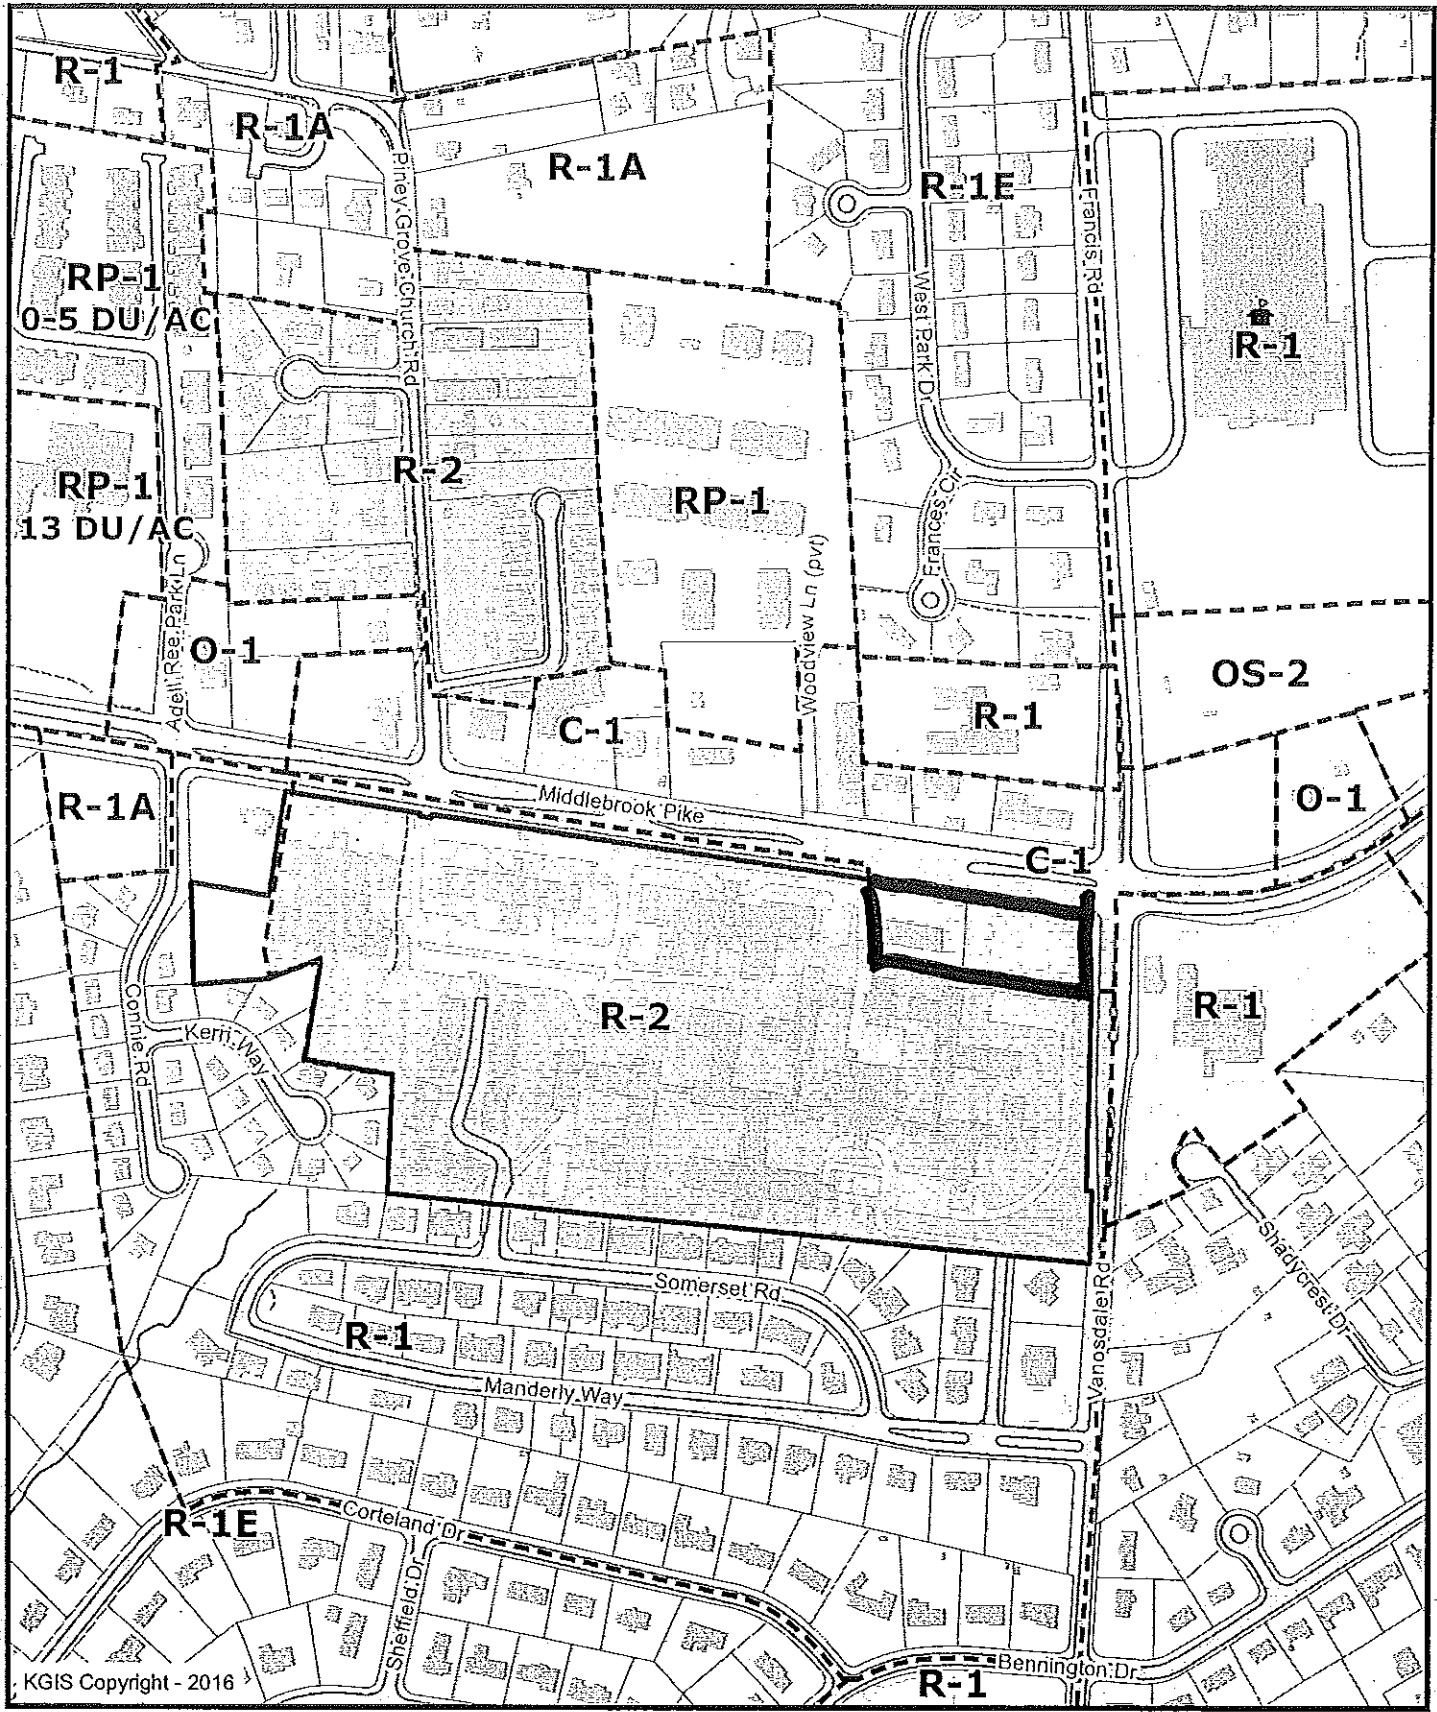 R-1
R-1A
R-1A
R-1E
Piney Grove Church Rd
Francis Rd
RP-1
0-5 DU/AC
West Park Dr
R-1
R-2
RP-1
13 DU/AC
RP-1
Frances Cir
Woodview Ln (pvt)
Adell Ree Park Ln
O-1
OS-2
C-1
R-1
R-1A
Middlebrook Pike
O-1
C-1
R-2
R-1
Connie Rd
Kerri Way
Shadycrest Dr
Somerset Rd
Vanosdale Rd
R-1
Manderly Way
R-1E
Corteland Dr
Sheffield Dr
Bennington Dr
R-1
KGIS Copyright - 2016